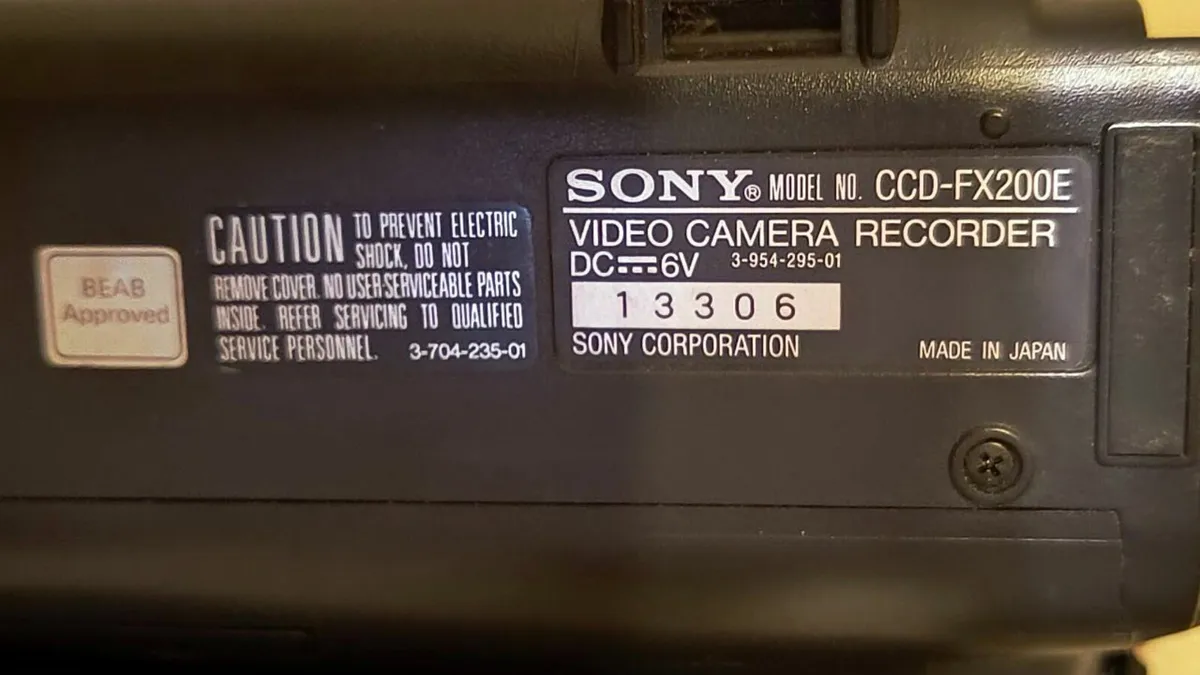 BEAB
Approved
CAUTION TO PREVENT ELECTRIC
SHOCK, DO NOT
REMOVE COVER. NO USER-SERVICEABLE PARTS
INSIDE. REFER SERVICING TO QUALIFIED
SERVICE PERSONNEL. 3-704-235-01
SONY® MODEL NO. CCD-FX200E
VIDEO CAMERA RECORDER
DC⎓6V 3-954-295-01
13306
SONY CORPORATION MADE IN JAPAN